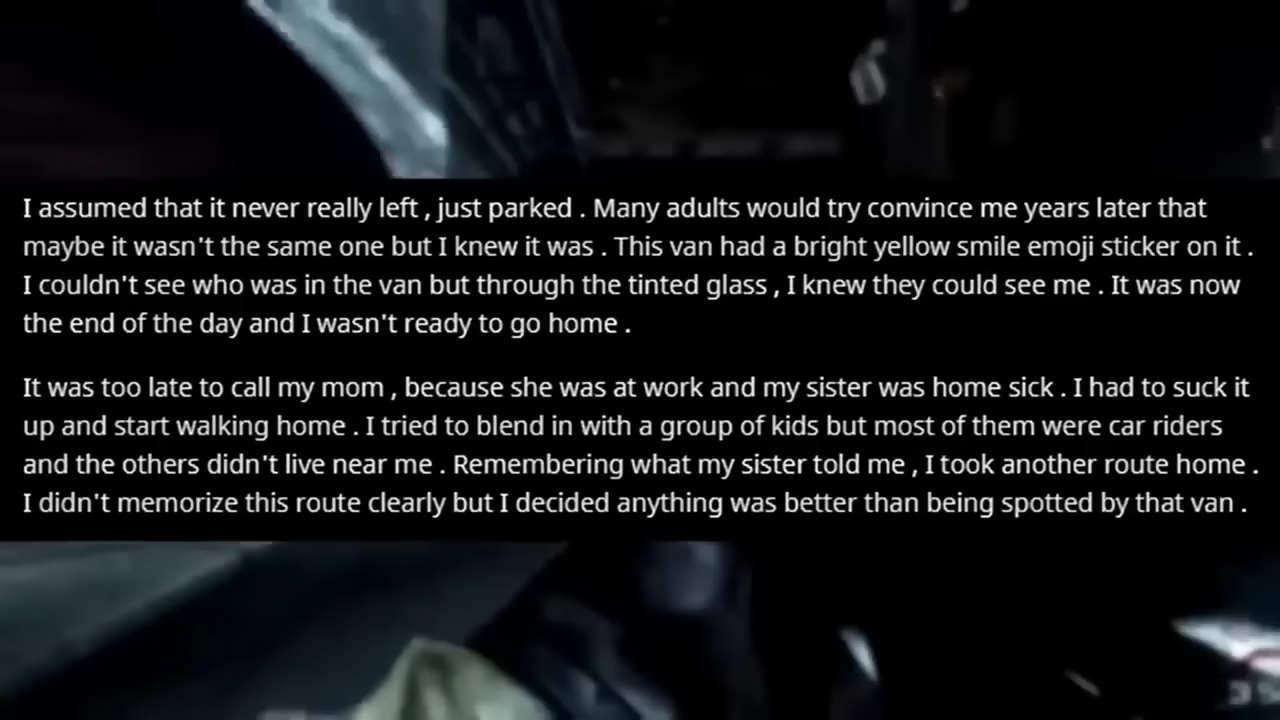 I assumed that it never really left , just parked . Many adults would try convince me years later that
maybe it wasn't the same one but I knew it was . This van had a bright yellow smile emoji sticker on it .
I couldn't see who was in the van but through the tinted glass , I knew they could see me . It was now
the end of the day and I wasn't ready to go home .
It was too late to call my mom , because she was at work and my sister was home sick . I had to suck it
up and start walking home . I tried to blend in with a group of kids but most of them were car riders
and the others didn't live near me . Remembering what my sister told me , I took another route home .
I didn't memorize this route clearly but I decided anything was better than being spotted by that van .